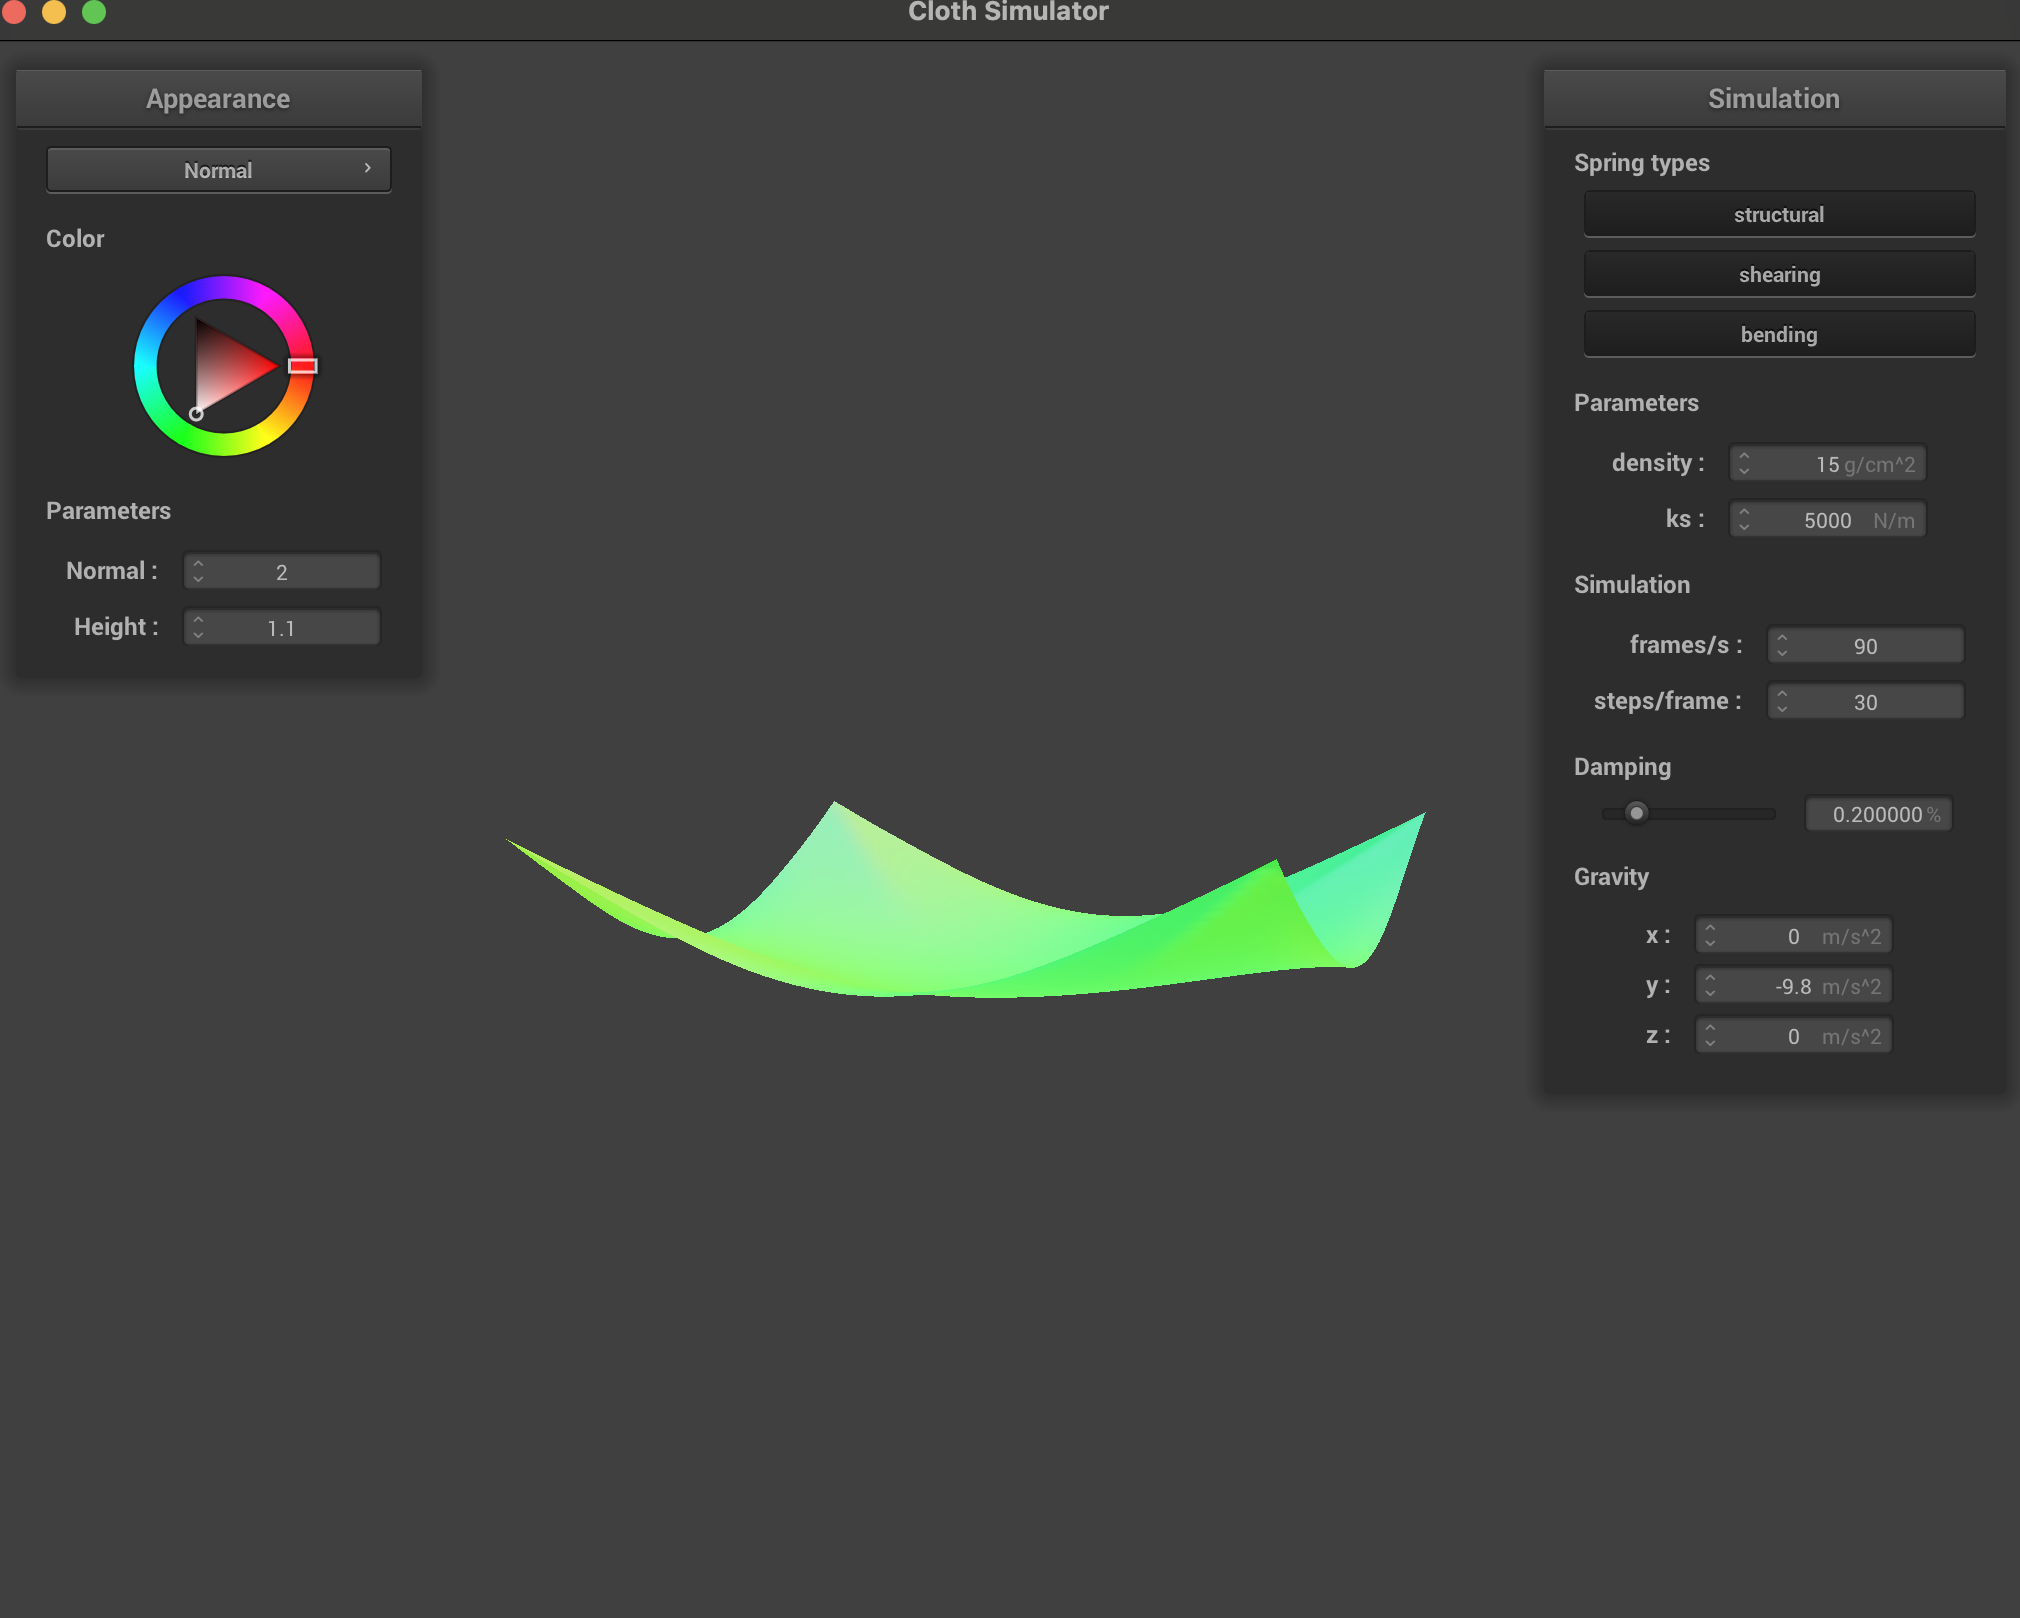 Cloth Simulator
Appearance
Normal
Color
Parameters
Normal : 2
Height : 1.1
Simulation
Spring types
structural
shearing
bending
Parameters
density : 15 g/cm^2
ks : 5000 N/m
Simulation
frames/s : 90
steps/frame : 30
Damping
0.200000 %
Gravity
x : 0 m/s^2
y : -9.8 m/s^2
z : 0 m/s^2